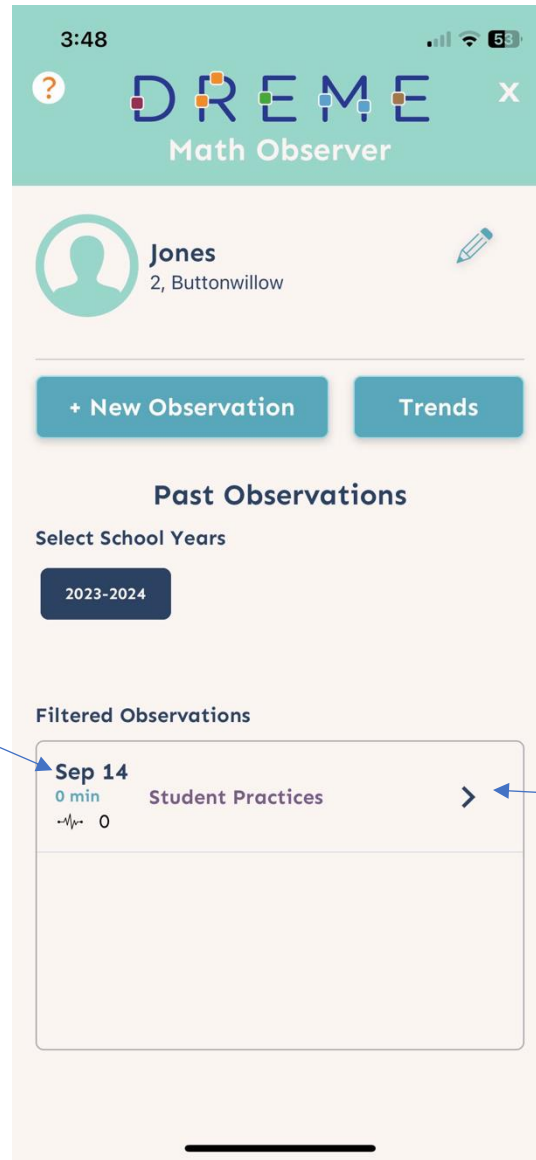 3:48 53
? DREME X
Math Observer
Jones
2, Buttonwillow
+ New Observation Trends
Past Observations
Select School Years
2023-2024
Filtered Observations
Sep 14
0 min Student Practices >
0